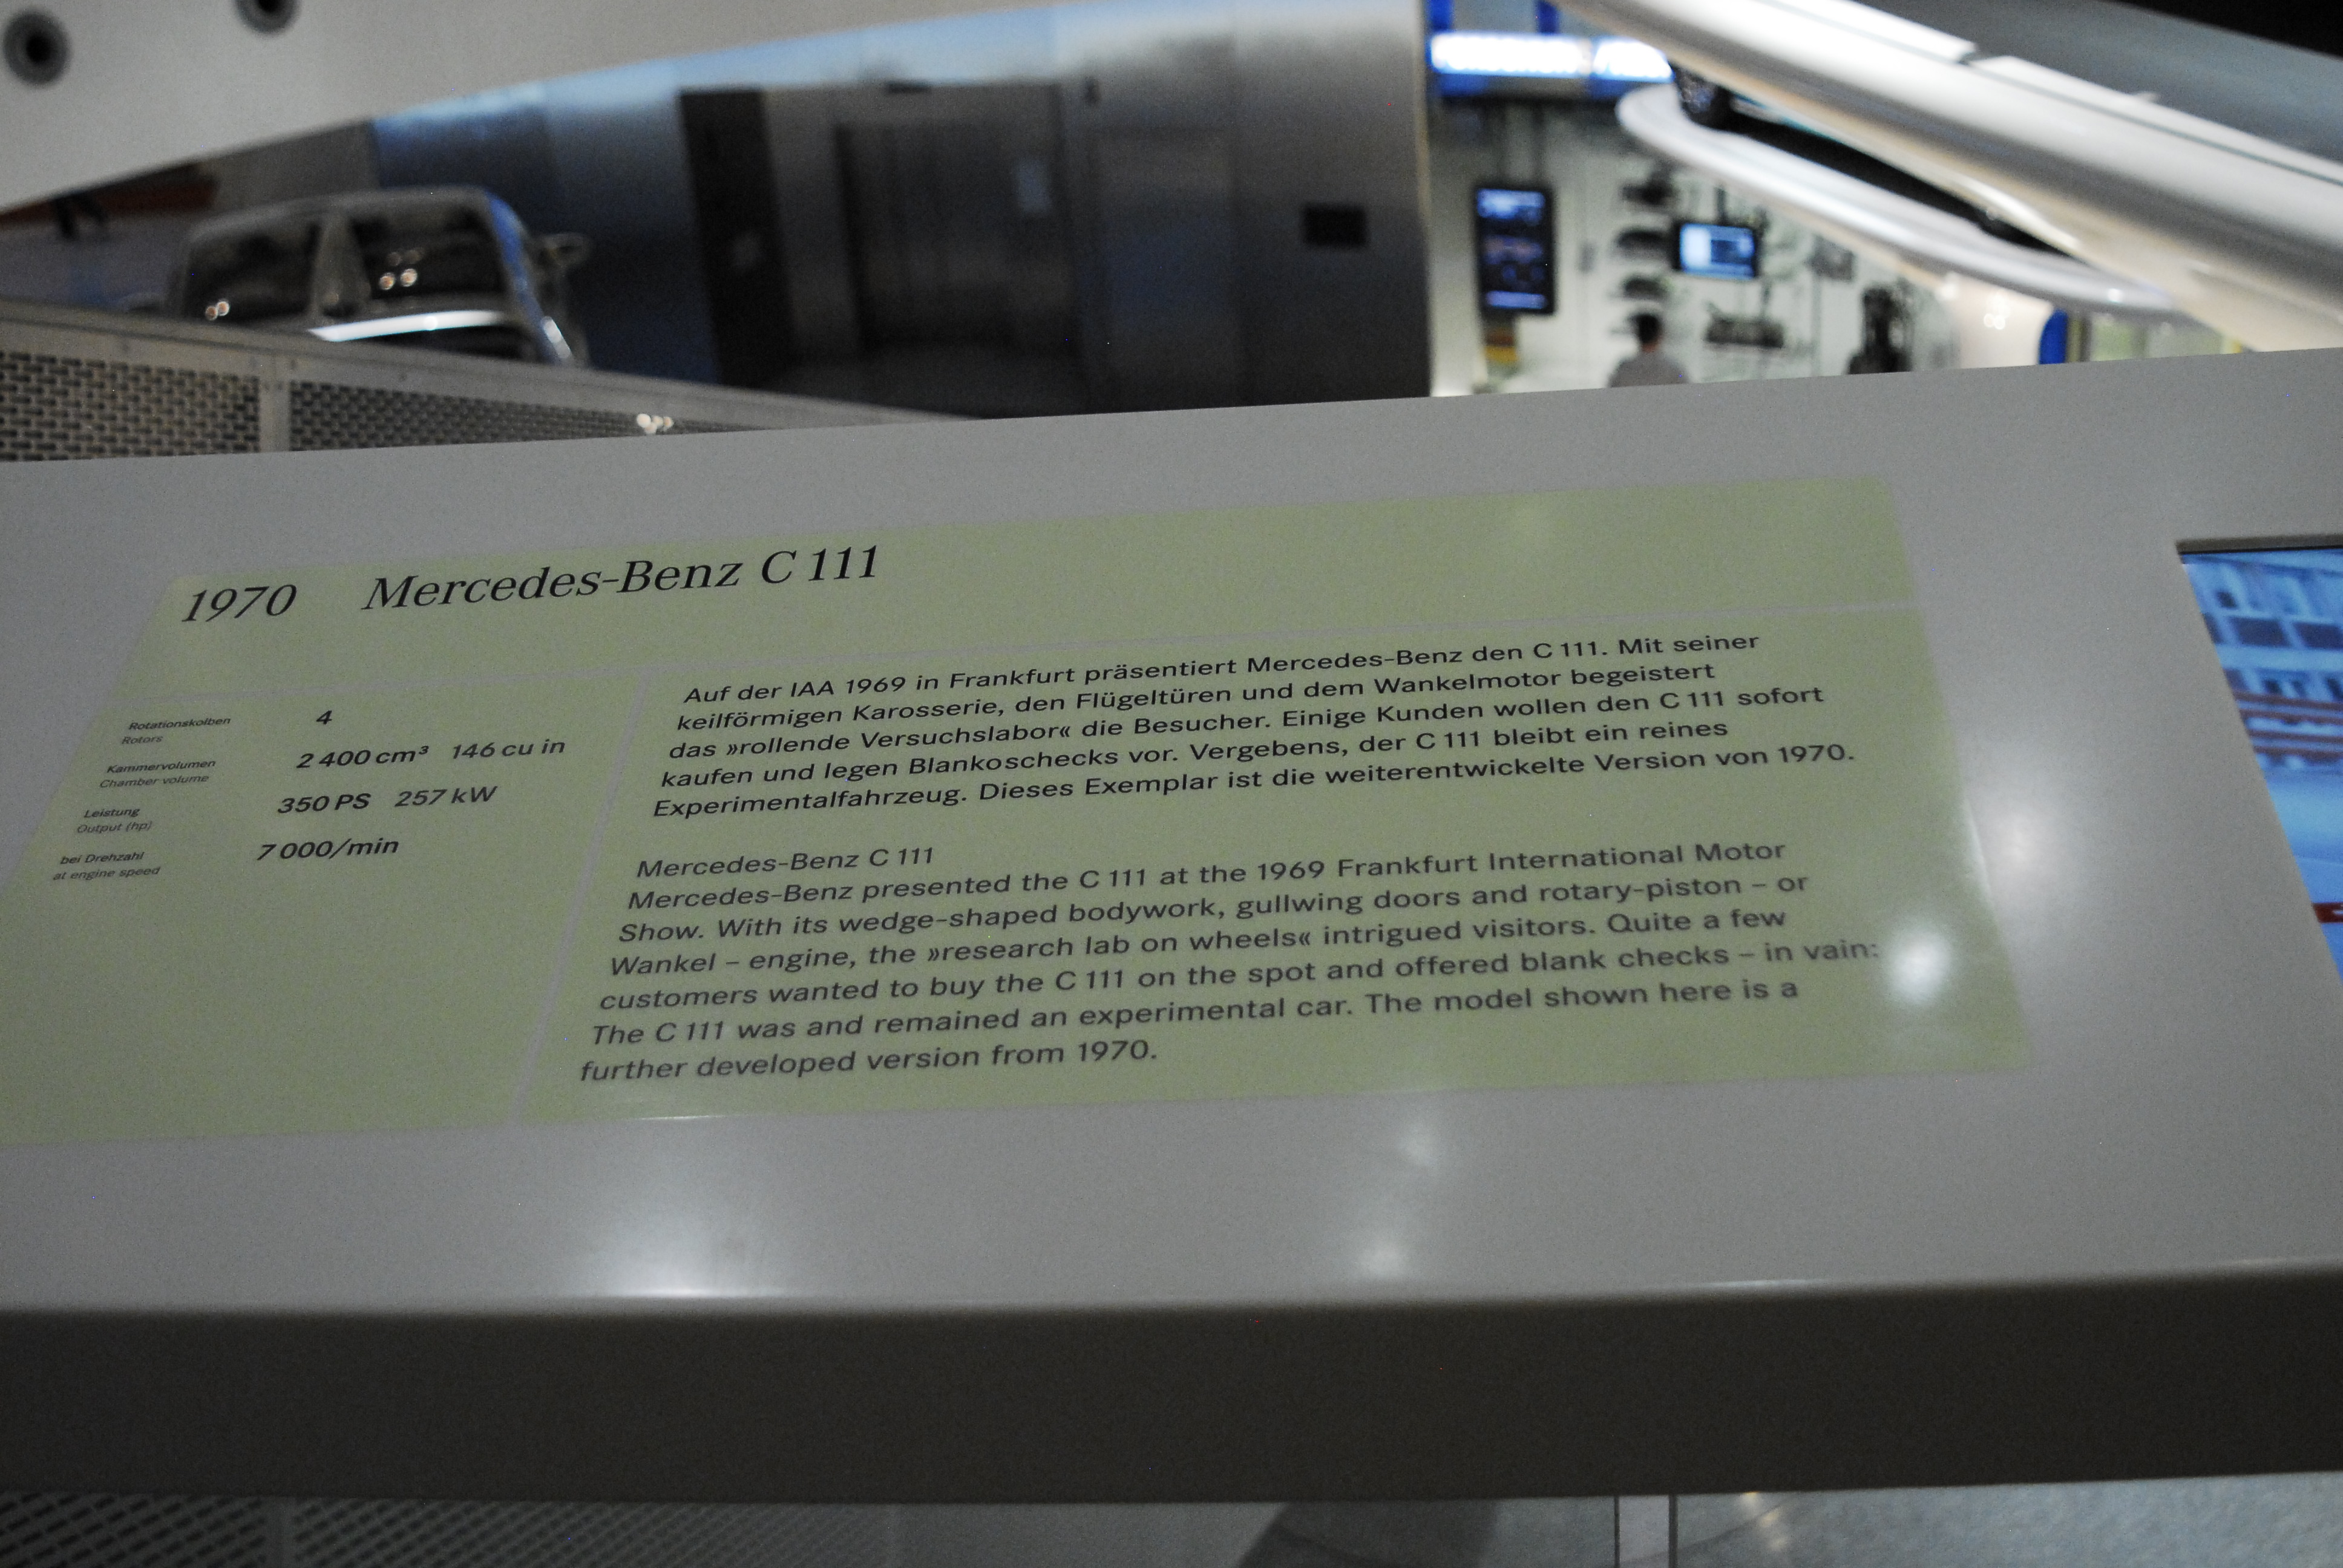 1970 Mercedes-Benz C 111
Rotationskolben 4
Rotors
Kammervolumen 2 400 cm³ 146 cu in
Chamber volume
Leistung 350 PS 257 kW
Output (hp)
bei Drehzahl 7 000/min
at engine speed
Auf der IAA 1969 in Frankfurt präsentiert Mercedes-Benz den C 111. Mit seiner
keilförmigen Karosserie, den Flügeltüren und dem Wankelmotor begeistert
das »rollende Versuchslabor« die Besucher. Einige Kunden wollen den C 111 sofort
kaufen und legen Blankoschecks vor. Vergebens, der C 111 bleibt ein reines
Experimentalfahrzeug. Dieses Exemplar ist die weiterentwickelte Version von 1970.
Mercedes-Benz C 111
Mercedes-Benz presented the C 111 at the 1969 Frankfurt International Motor
Show. With its wedge-shaped bodywork, gullwing doors and rotary-piston – or
Wankel – engine, the »research lab on wheels« intrigued visitors. Quite a few
customers wanted to buy the C 111 on the spot and offered blank checks – in vain:
The C 111 was and remained an experimental car. The model shown here is a
further developed version from 1970.